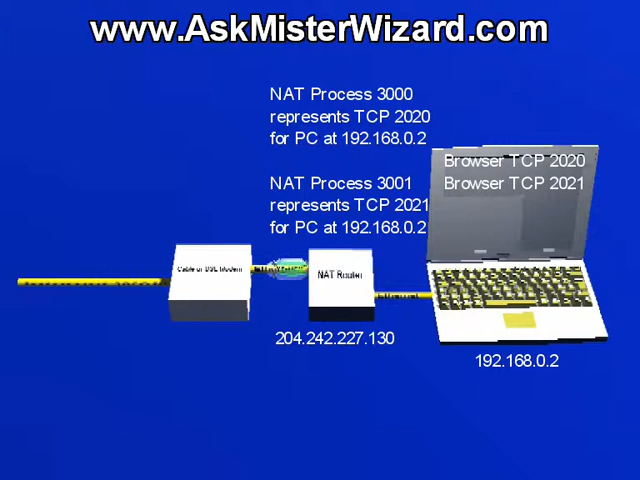 www.AskMisterWizard.com
NAT Process 3000
represents TCP 2020
for PC at 192.168.0.2
Browser TCP 2020
NAT Process 3001
Browser TCP 2021
represents TCP 2021
for PC at 192.168.0.2
Cable or DSL Modem
NAT Router
204.242.227.130
192.168.0.2